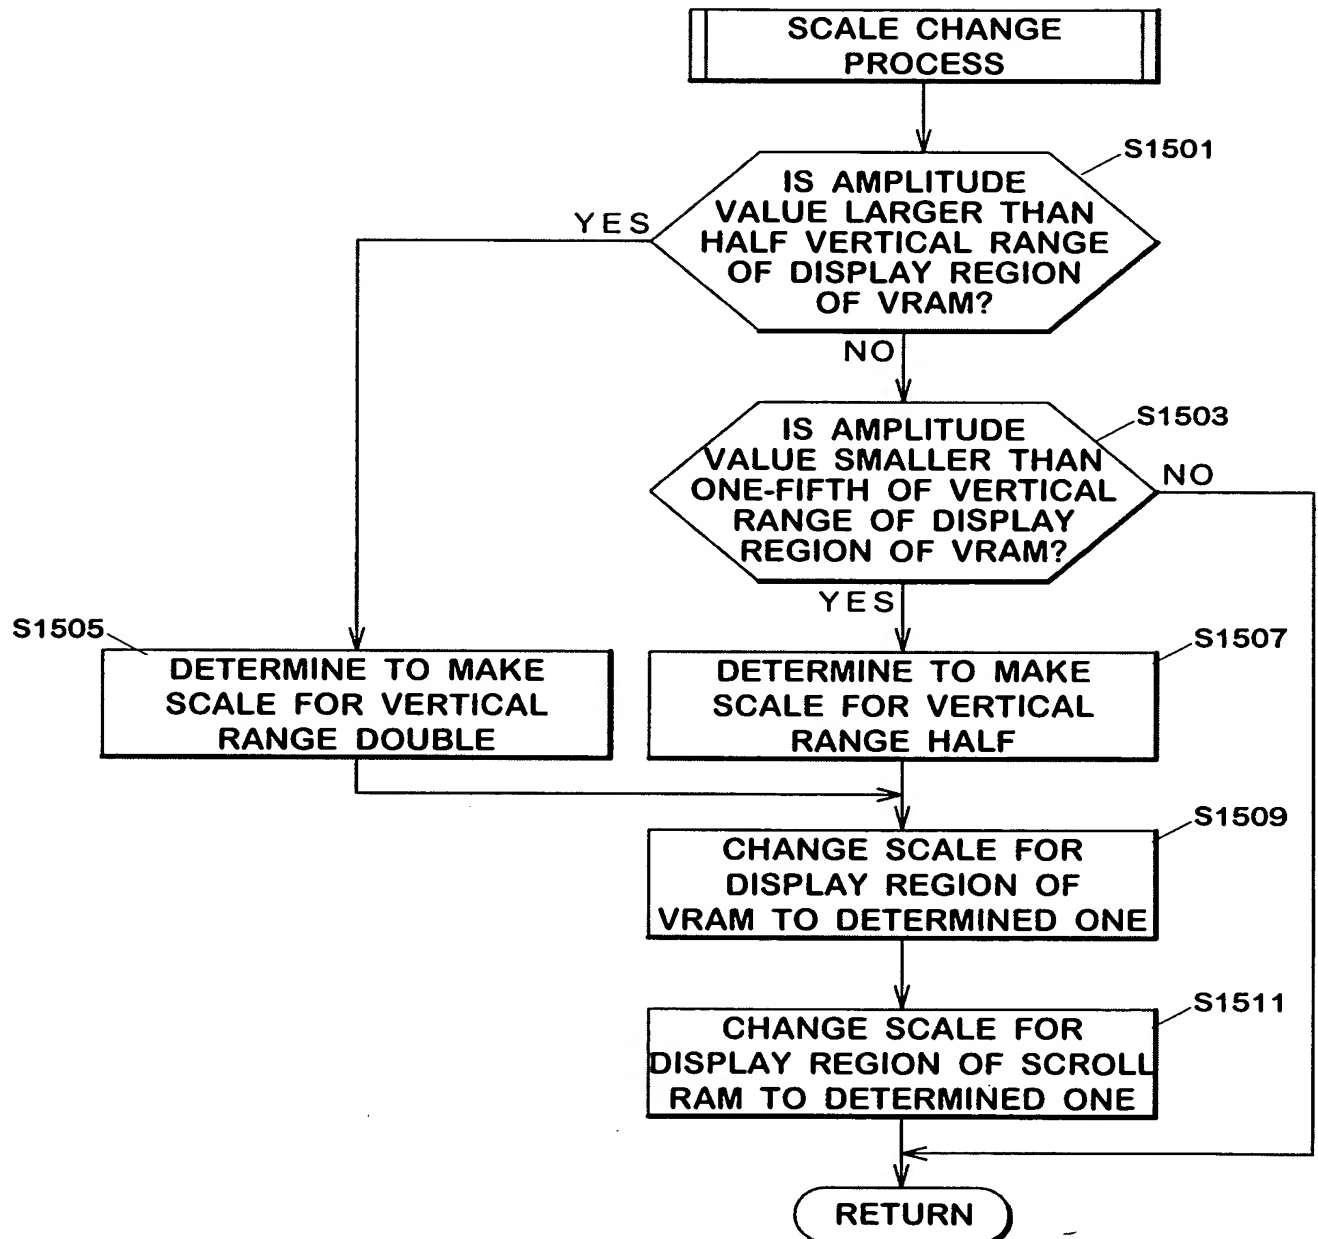 SCALE CHANGE
PROCESS
S1501
IS AMPLITUDE
VALUE LARGER THAN
HALF VERTICAL RANGE
OF DISPLAY REGION
OF VRAM?
YES
NO
S1503
IS AMPLITUDE
VALUE SMALLER THAN
ONE-FIFTH OF VERTICAL
RANGE OF DISPLAY
REGION OF VRAM?
NO
YES
S1505
DETERMINE TO MAKE
SCALE FOR VERTICAL
RANGE DOUBLE
S1507
DETERMINE TO MAKE
SCALE FOR VERTICAL
RANGE HALF
S1509
CHANGE SCALE FOR
DISPLAY REGION OF
VRAM TO DETERMINED ONE
S1511
CHANGE SCALE FOR
DISPLAY REGION OF SCROLL
RAM TO DETERMINED ONE
RETURN